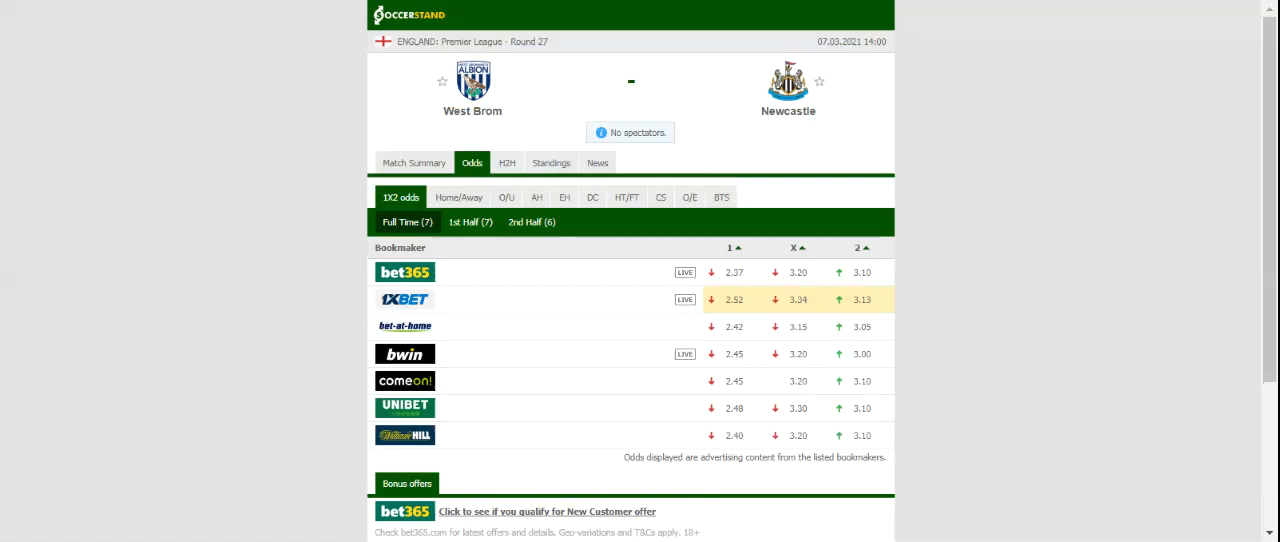 SOCCERSTAND
ENGLAND: Premier League - Round 27 07.03.2021 14:00
ALBION
-
West Brom Newcastle
No spectators.
Match Summary Odds H2H Standings News
1X2 odds Home/Away O/U AH EH DC HT/FT CS O/E BTS
Full Time (7) 1st Half (7) 2nd Half (6)
Bookmaker 1 X 2
bet365 LIVE 2.37 3.20 3.10
1XBET LIVE 2.52 3.34 3.13
bet-at-home 2.42 3.15 3.05
bwin LIVE 2.45 3.20 3.00
comeon! 2.45 3.20 3.10
UNIBET 2.48 3.30 3.10
William HILL 2.40 3.20 3.10
Odds displayed are advertising content from the listed bookmakers.
Bonus offers
bet365 Click to see if you qualify for New Customer offer
Check bet365.com for latest offers and details. Geo-variations and T&Cs apply. 18+